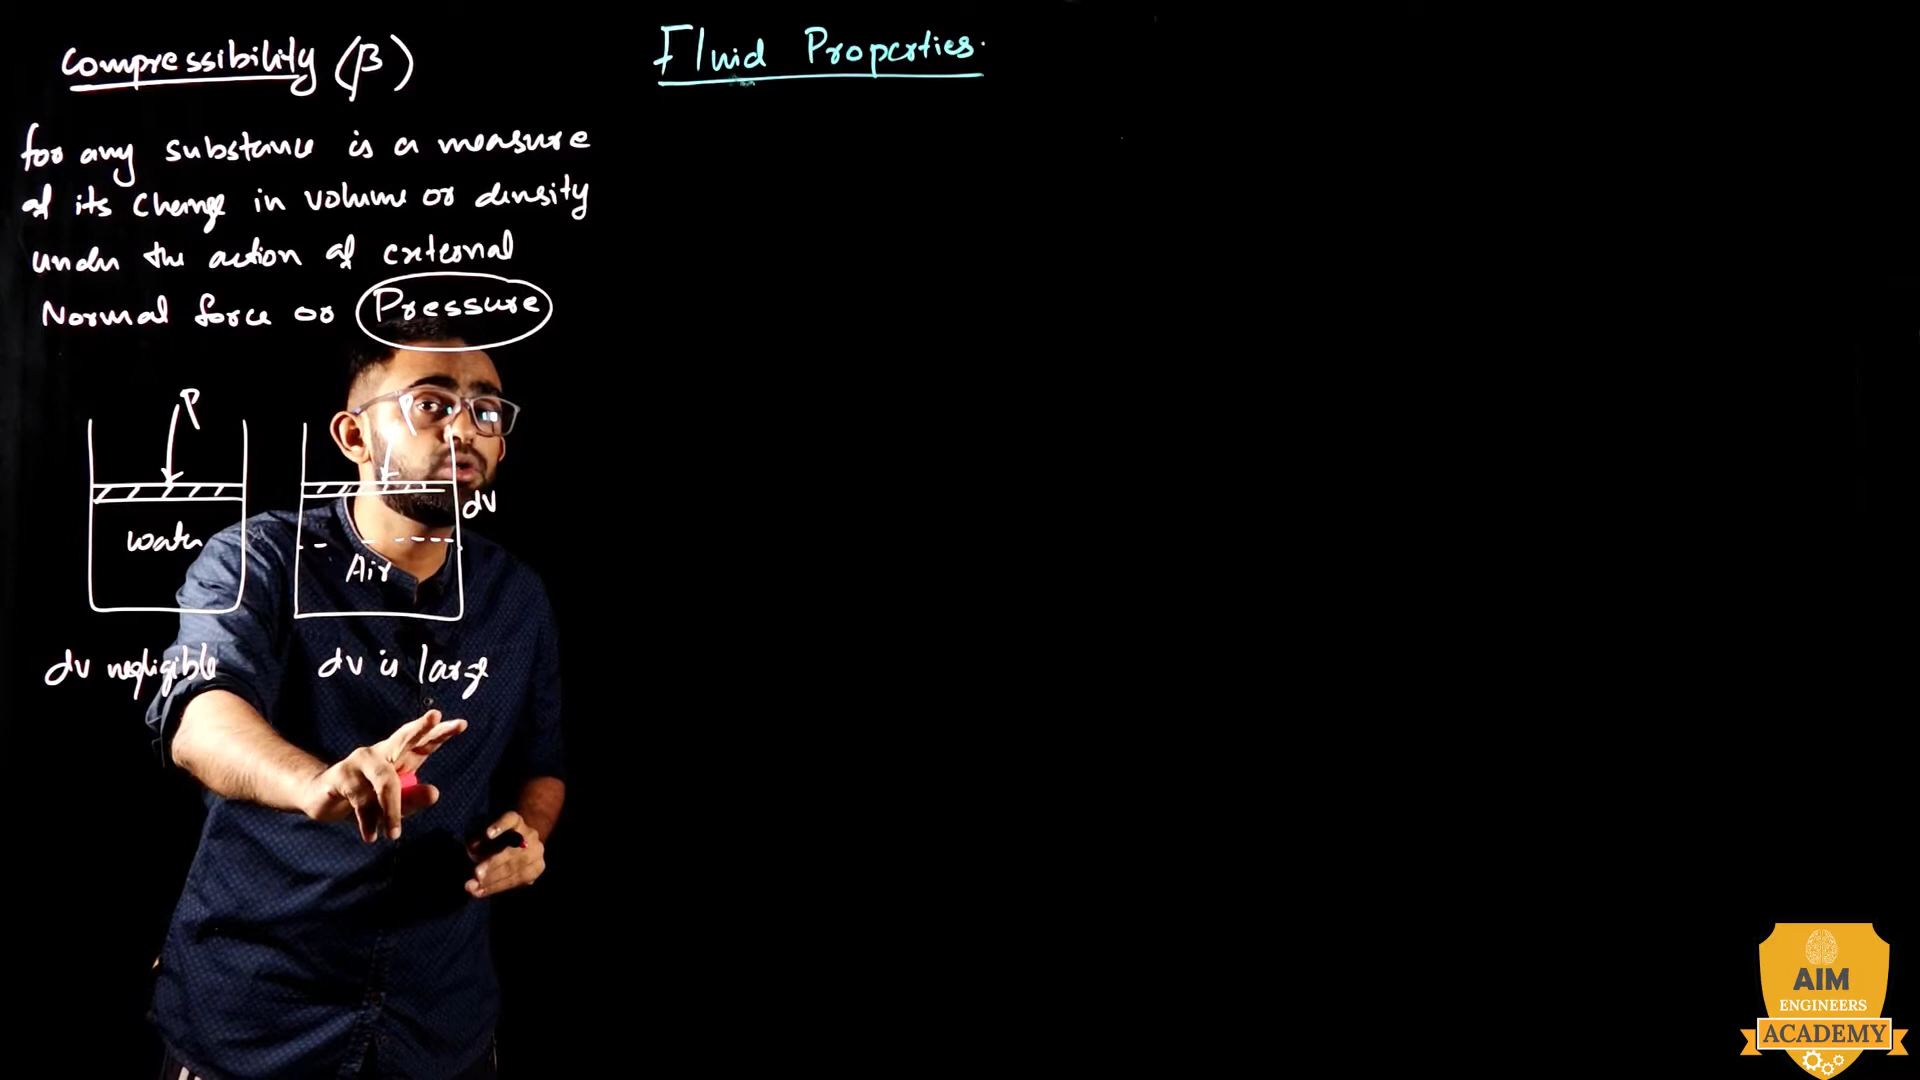 Compressibility (β)
Fluid Properties.
for any substance is a measure
of its change in volume or density
under the action of external
Normal force or Pressure
P
dv
Water
Air
dv negligible
dv is large
AIM
ENGINEERS
ACADEMY